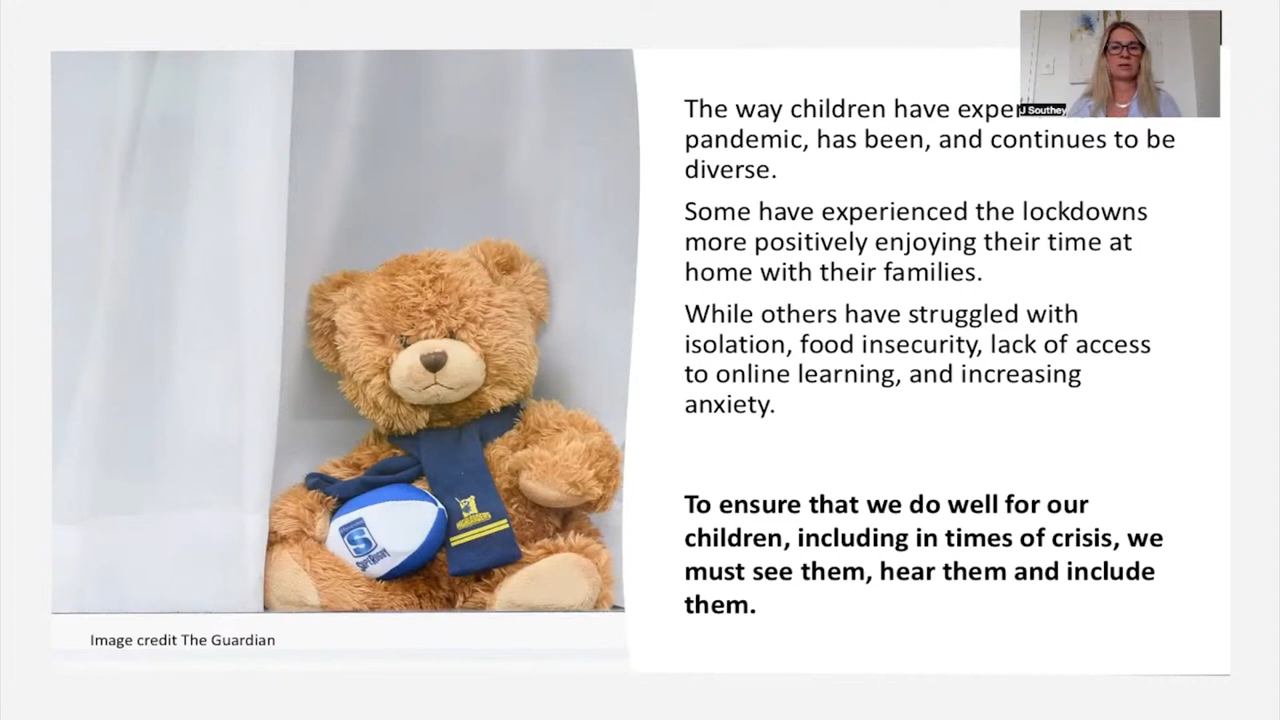 J Southey
The way children have exper
pandemic, has been, and continues to be
diverse.
Some have experienced the lockdowns
more positively enjoying their time at
home with their families.
While others have struggled with
isolation, food insecurity, lack of access
to online learning, and increasing
anxiety.
To ensure that we do well for our
children, including in times of crisis, we
must see them, hear them and include
them.
HIGHLANDERS
S
SUPERRUGBY
Image credit The Guardian